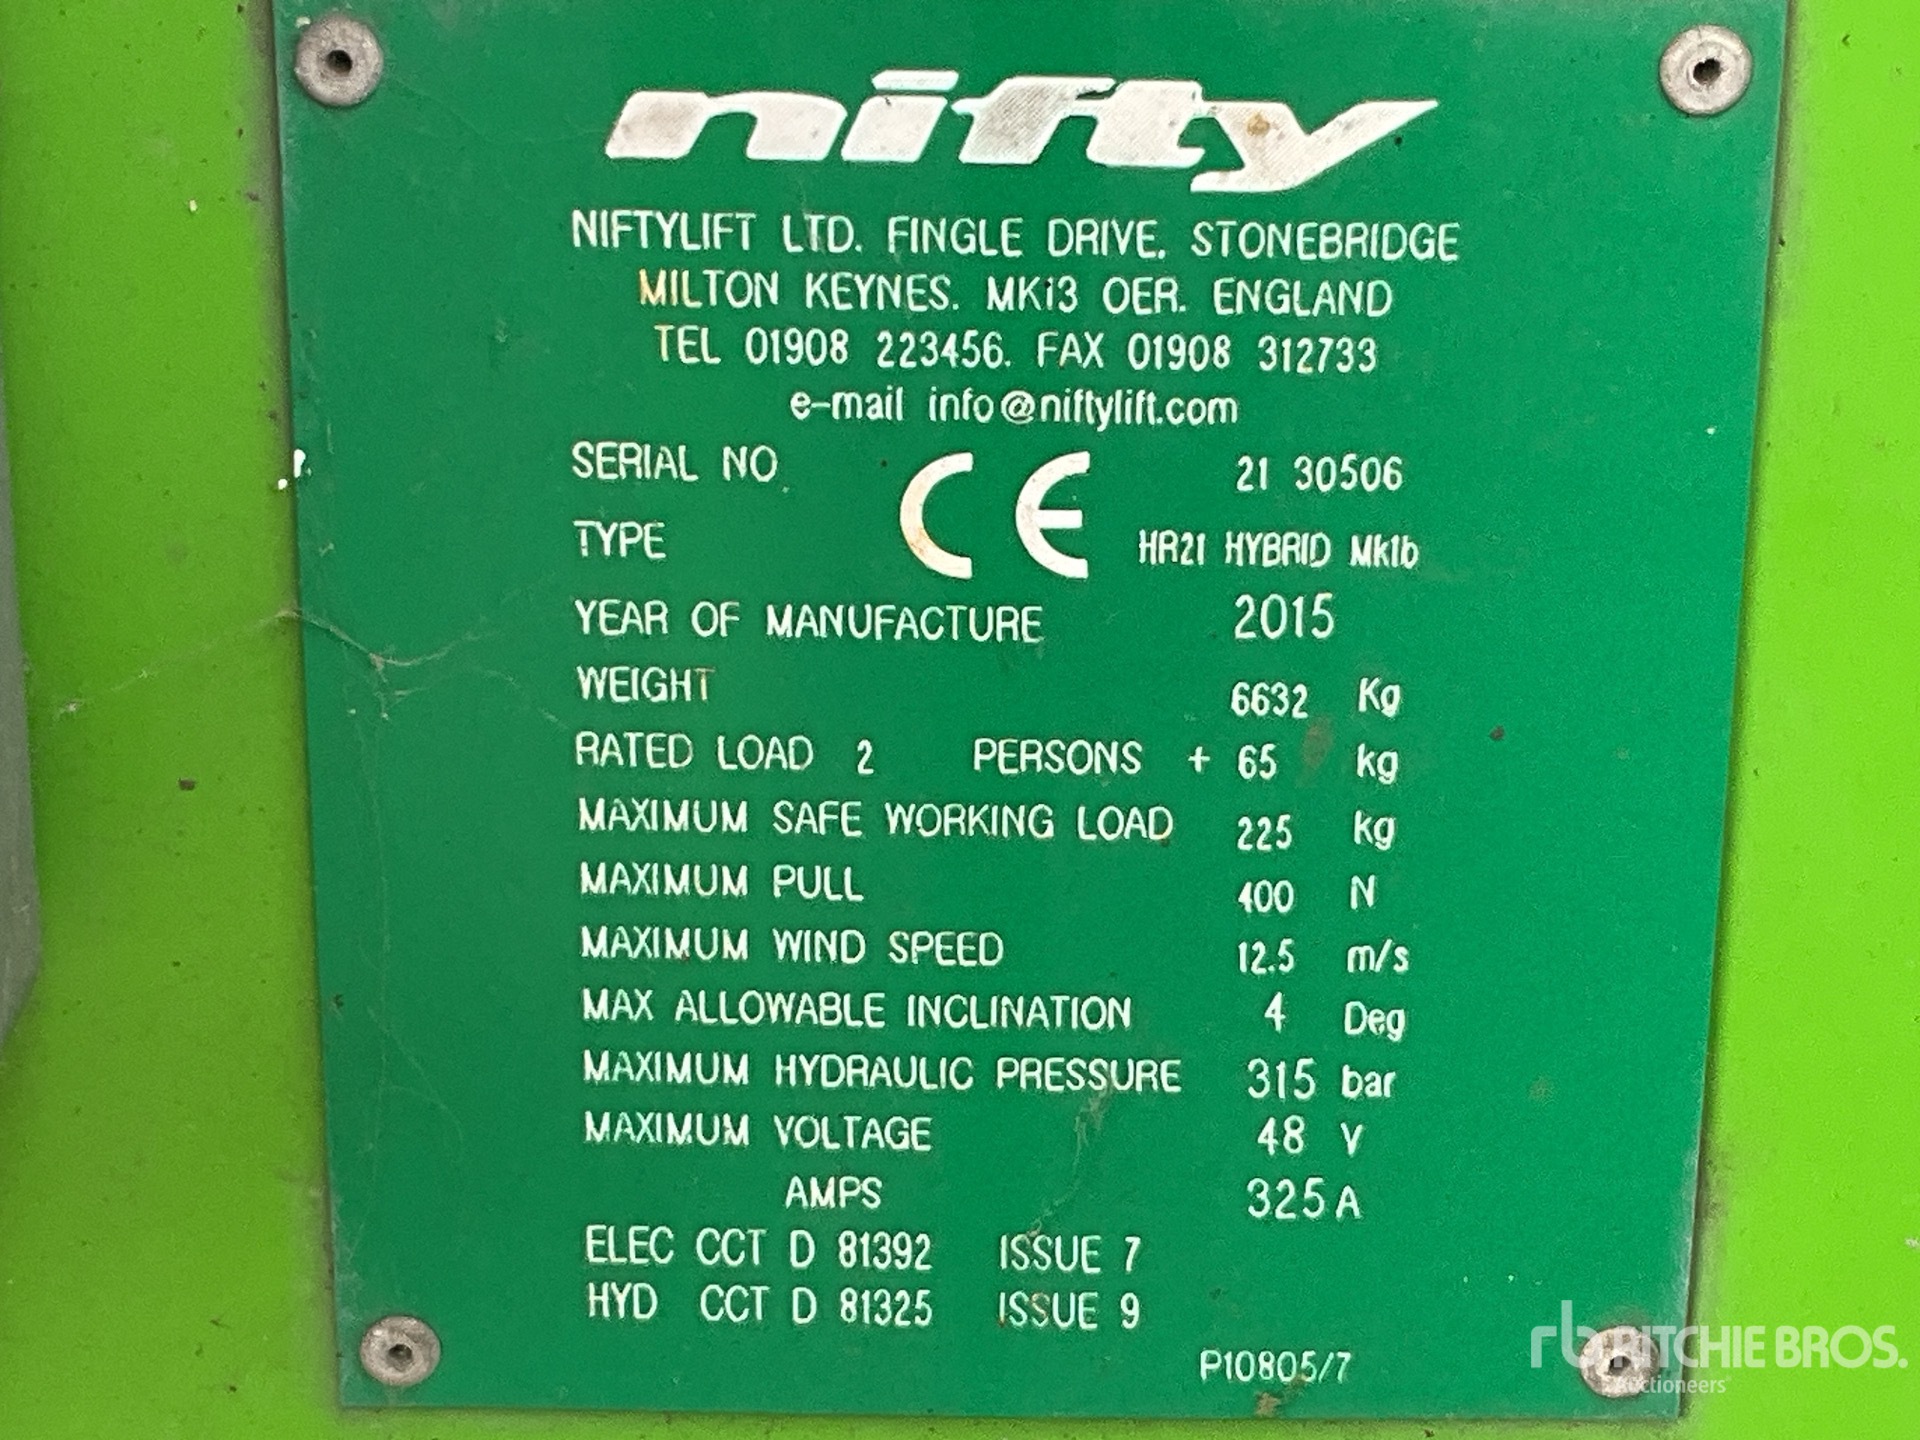 nifty
NIFTYLIFT LTD. FINGLE DRIVE. STONEBRIDGE
MILTON KEYNES. MKi3 OER. ENGLAND
TEL 01908 223456. FAX 01908 312733
e-mail info@niftylift.com
SERIAL NO CE 21 30506
TYPE HR21 HYBRID Mk1b
YEAR OF MANUFACTURE 2015
WEIGHT 6632 Kg
RATED LOAD 2 PERSONS + 65 kg
MAXIMUM SAFE WORKING LOAD 225 kg
MAXIMUM PULL 400 N
MAXIMUM WIND SPEED 12.5 m/s
MAX ALLOWABLE INCLINATION 4 Deg
MAXIMUM HYDRAULIC PRESSURE 315 bar
MAXIMUM VOLTAGE 48 V
AMPS 325 A
ELEC CCT D 81392 ISSUE 7
HYD CCT D 81325 ISSUE 9
P10805/7
rb RITCHIE BROS.
Auctioneers